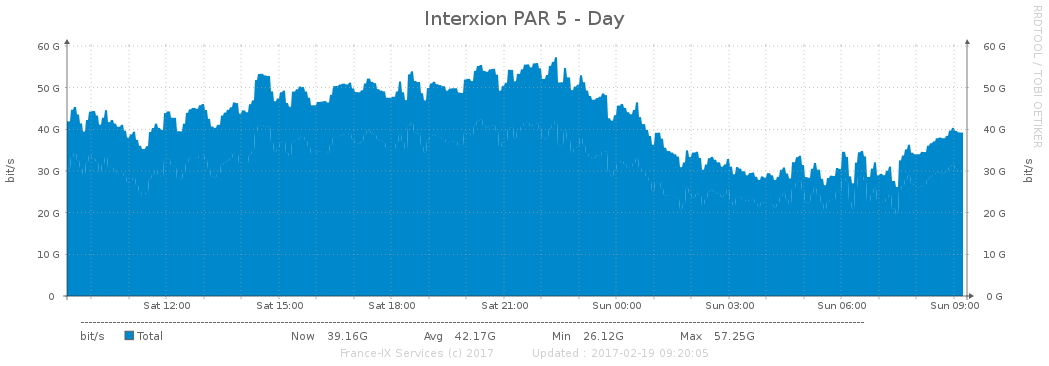 Interxion PAR 5 - Day
RRDTOOL / TOBI OETIKER
bit/s
60 G 60 G
50 G 50 G
40 G 40 G
30 G 30 G
20 G 20 G
10 G 10 G
0 0 G
bit/s
Sat 12:00 Sat 15:00 Sat 18:00 Sat 21:00 Sun 00:00 Sun 03:00 Sun 06:00 Sun 09:00
bit/s Total Now 39.16G Avg 42.17G Min 26.12G Max 57.25G
France-IX Services (c) 2017 Updated : 2017-02-19 09:20:05